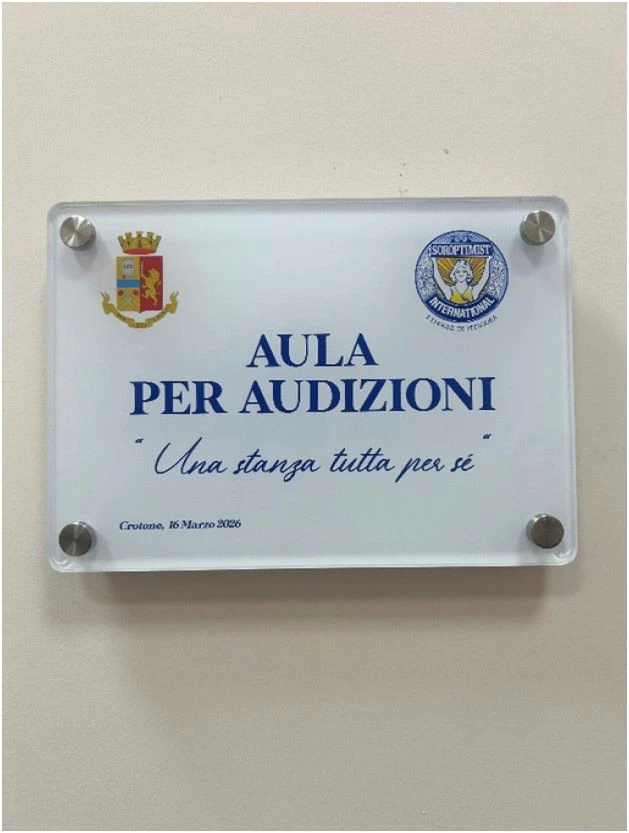 SOROPTIMIST
INTERNATIONAL
AULA
PER AUDIZIONI
“ Una stanza tutta per sé “
Crotone, 16 Marzo 2026